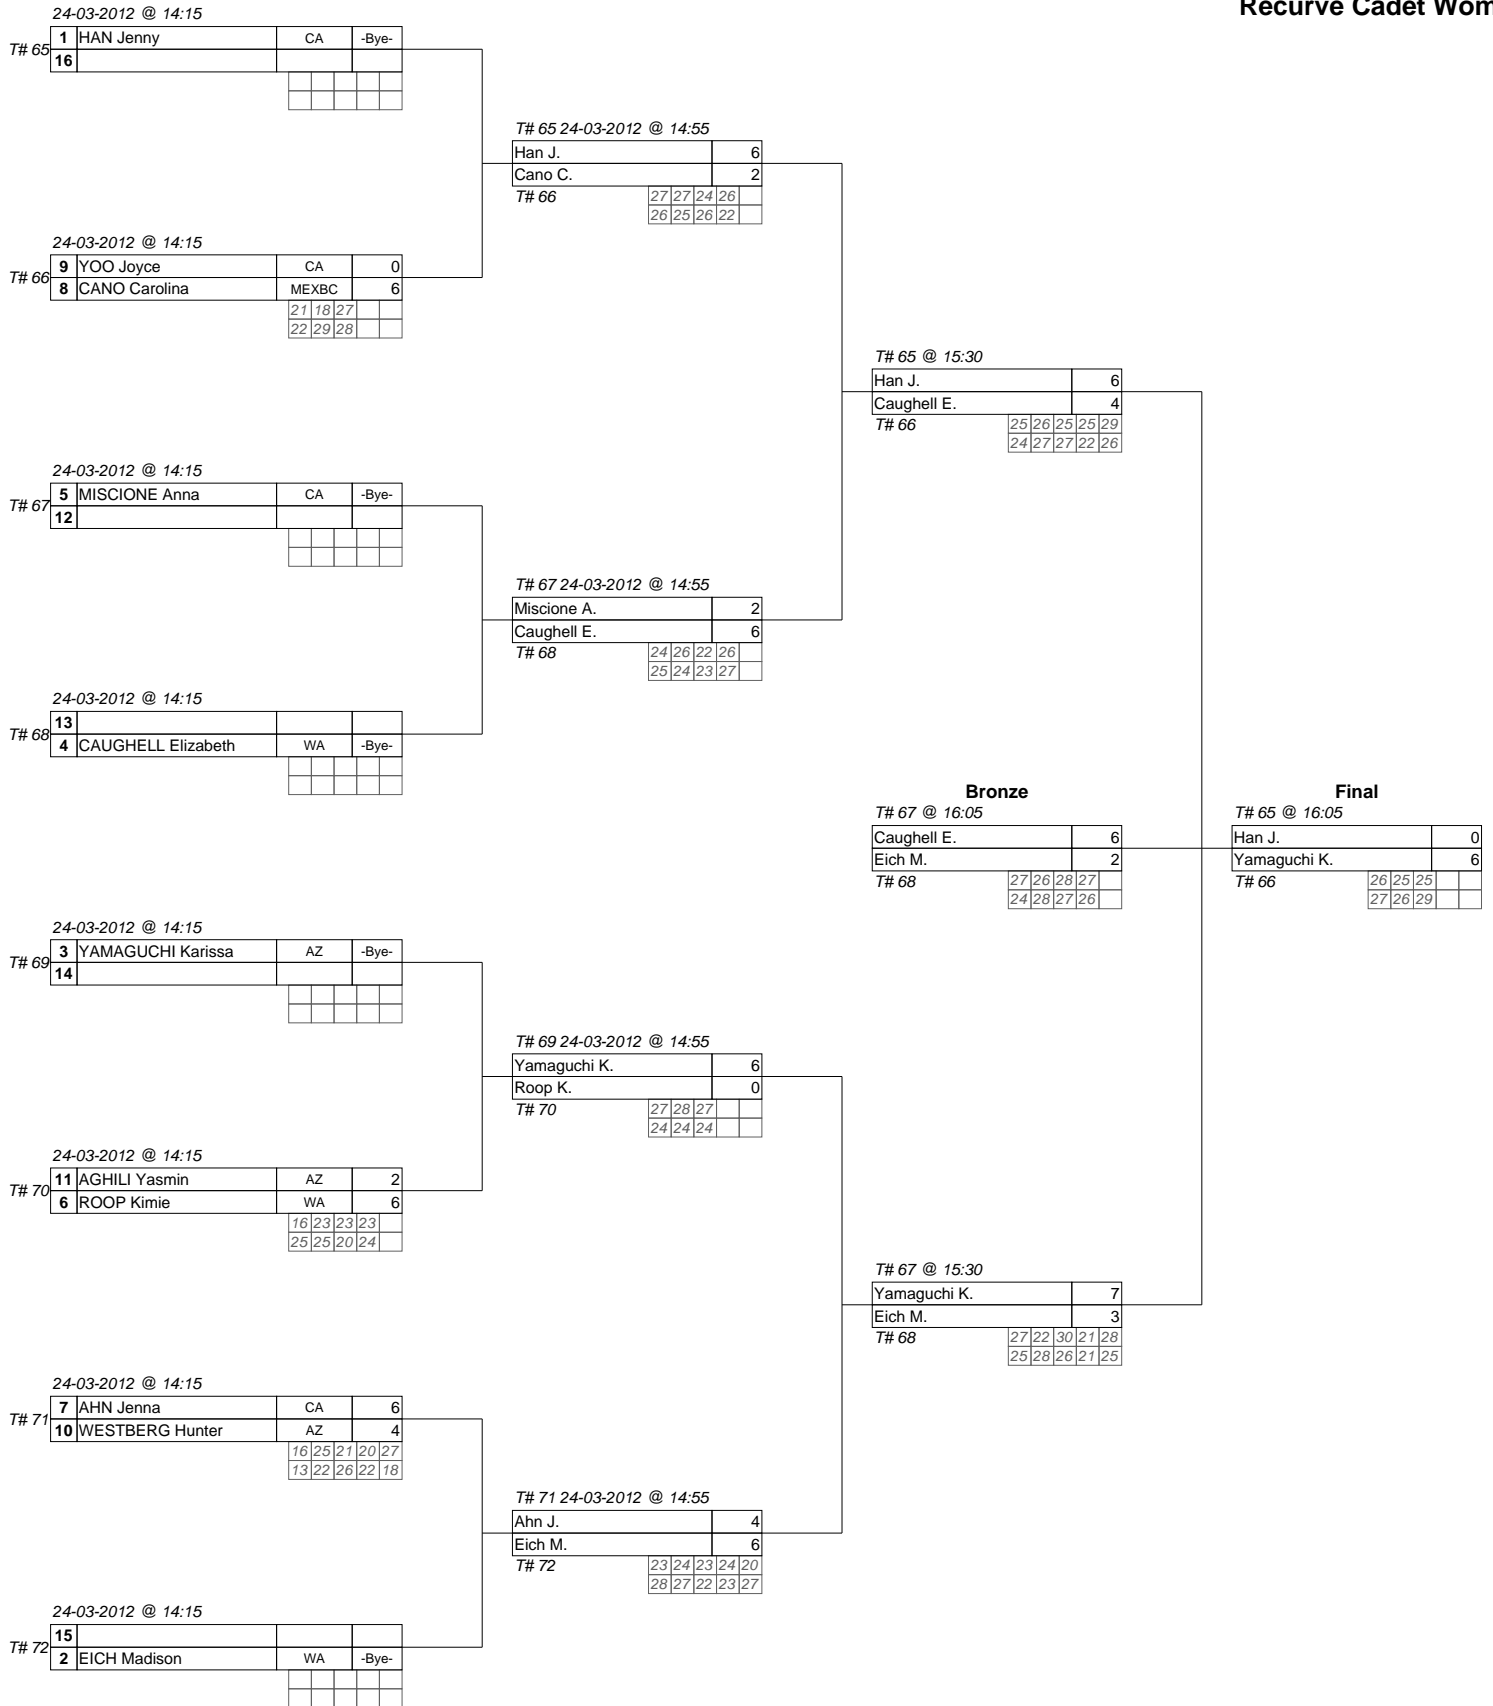 Recurve Cadet Wom
24-03-2012 @ 14:15
T# 65
1 HAN Jenny CA -Bye-
16
T# 65 24-03-2012 @ 14:55
Han J. 6
Cano C. 2
T# 66 27 27 24 26
26 25 26 22
24-03-2012 @ 14:15
T# 66
9 YOO Joyce CA 0
8 CANO Carolina MEXBC 6
21 18 27
22 29 28
T# 65 @ 15:30
Han J. 6
Caughell E. 4
T# 66 25 26 25 25 29
24 27 27 22 26
24-03-2012 @ 14:15
T# 67
5 MISCIONE Anna CA -Bye-
12
T# 67 24-03-2012 @ 14:55
Miscione A. 2
Caughell E. 6
T# 68 24 26 22 26
25 24 23 27
24-03-2012 @ 14:15
T# 68
13
4 CAUGHELL Elizabeth WA -Bye-
Bronze
T# 67 @ 16:05
Caughell E. 6
Eich M. 2
T# 68 27 26 28 27
24 28 27 26
Final
T# 65 @ 16:05
Han J. 0
Yamaguchi K. 6
T# 66 26 25 25
27 26 29
24-03-2012 @ 14:15
T# 69
3 YAMAGUCHI Karissa AZ -Bye-
14
T# 69 24-03-2012 @ 14:55
Yamaguchi K. 6
Roop K. 0
T# 70 27 28 27
24 24 24
24-03-2012 @ 14:15
T# 70
11 AGHILI Yasmin AZ 2
6 ROOP Kimie WA 6
16 23 23 23
25 25 20 24
T# 67 @ 15:30
Yamaguchi K. 7
Eich M. 3
T# 68 27 22 30 21 28
25 28 26 21 25
24-03-2012 @ 14:15
T# 71
7 AHN Jenna CA 6
10 WESTBERG Hunter AZ 4
16 25 21 20 27
13 22 26 22 18
T# 71 24-03-2012 @ 14:55
Ahn J. 4
Eich M. 6
T# 72 23 24 23 24 20
28 27 22 23 27
24-03-2012 @ 14:15
T# 72
15
2 EICH Madison WA -Bye-